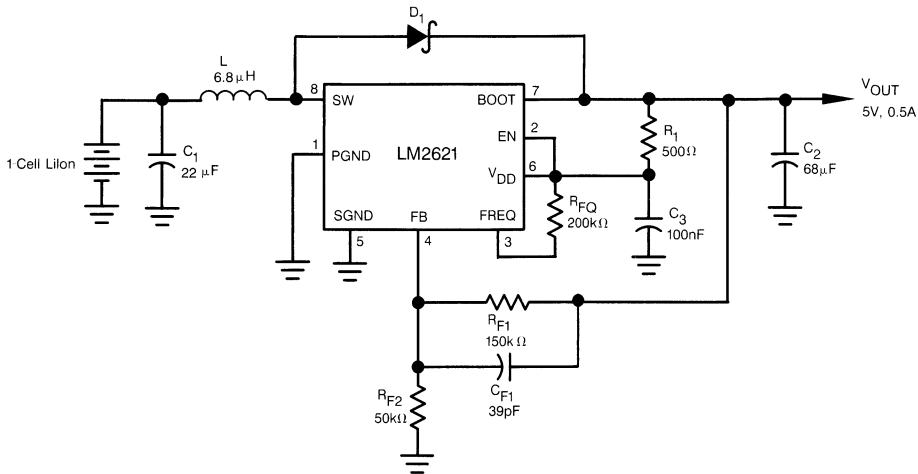 D1
L
6.8μH
8
SW
BOOT
7
VOUT
5V, 0.5A
1 Cell LiIon
C1
22 μF
1
PGND
LM2621
EN
2
VDD
6
R1
500Ω
C2
68μF
SGND
FB
FREQ
5
4
3
RFQ
200kΩ
C3
100nF
RF1
150kΩ
CF1
39pF
RF2
50kΩ